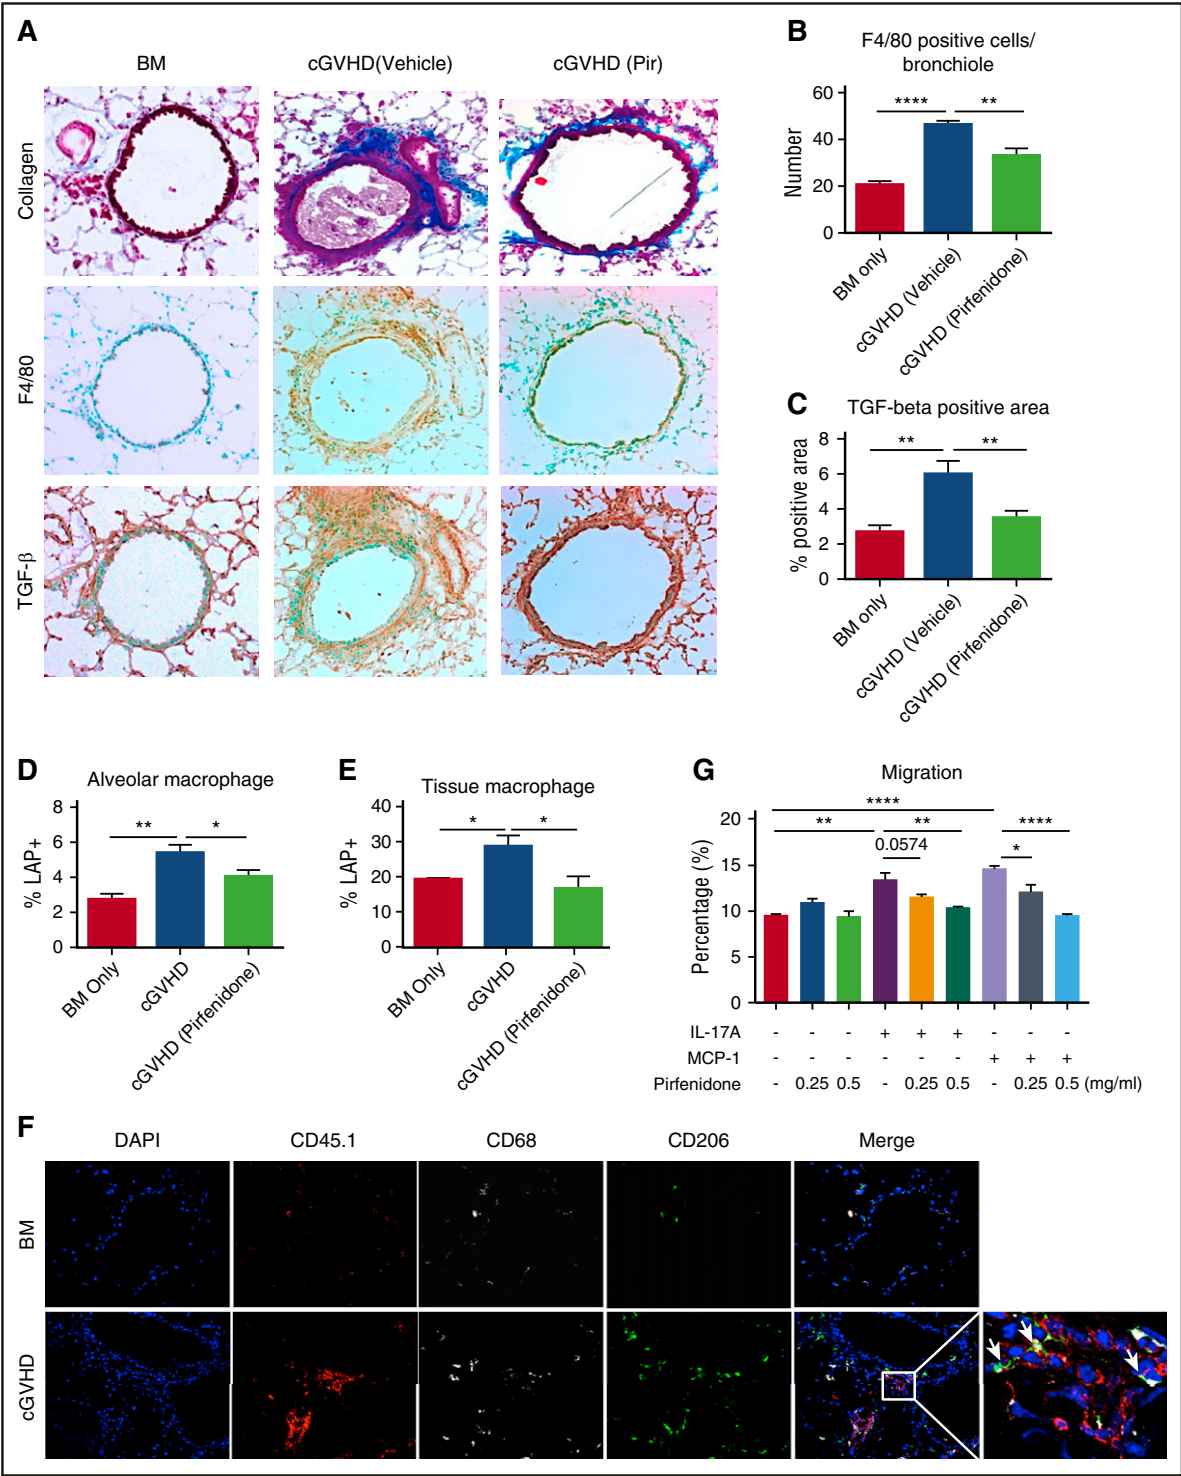 A
BM
cGVHD(Vehicle)
cGVHD (Pir)
Collagen
F4/80
TGF-β
B
F4/80 positive cells/
bronchiole
Number
60
40
20
0
****
**
BM only
cGVHD (Vehicle)
cGVHD (Pirfenidone)
C
TGF-beta positive area
% positive area
8
6
4
2
0
**
**
BM only
cGVHD (Vehicle)
cGVHD (Pirfenidone)
D
Alveolar macrophage
% LAP+
8
6
4
2
0
**
*
BM Only
cGVHD
cGVHD (Pirfenidone)
E
Tissue macrophage
% LAP+
40
30
20
10
0
*
*
BM Only
cGVHD
cGVHD (Pirfenidone)
G
Migration
Percentage (%)
20
15
10
5
0
****
**
**
****
0.0574
*
IL-17A - - - + + + - - -
MCP-1 - - - - - - + + +
Pirfenidone - 0.25 0.5 - 0.25 0.5 - 0.25 0.5 (mg/ml)
F
DAPI
CD45.1
CD68
CD206
Merge
BM
cGVHD